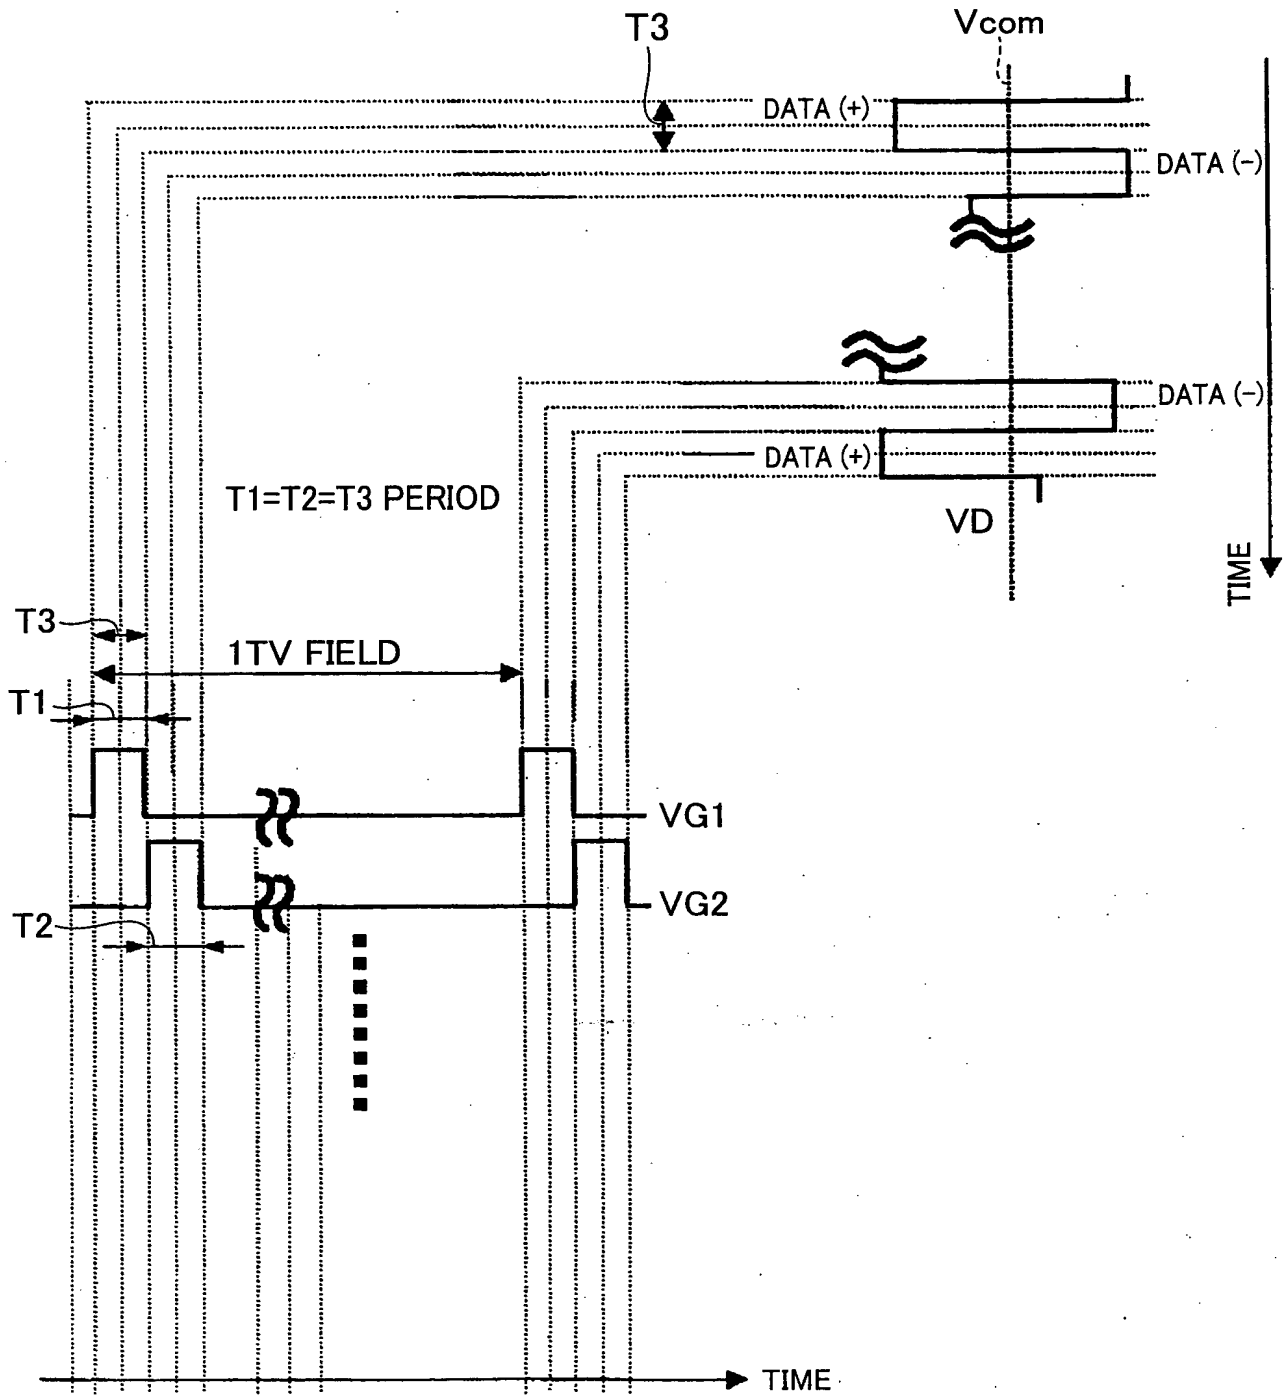 T3
Vcom
DATA (+)
DATA (-)
DATA (-)
DATA (+)
T1=T2=T3 PERIOD
VD
TIME
T3
1TV FIELD
T1
VG1
VG2
T2
TIME